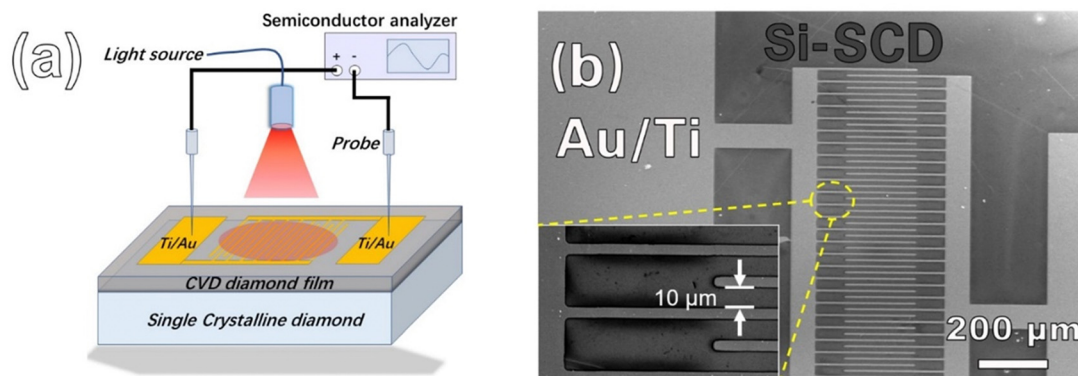 (a)
Semiconductor analyzer
Light source
+ -
Probe
Ti/Au
Ti/Au
CVD diamond film
Single Crystalline diamond
(b)
Si-SCD
Au/Ti
10 μm
200 μm